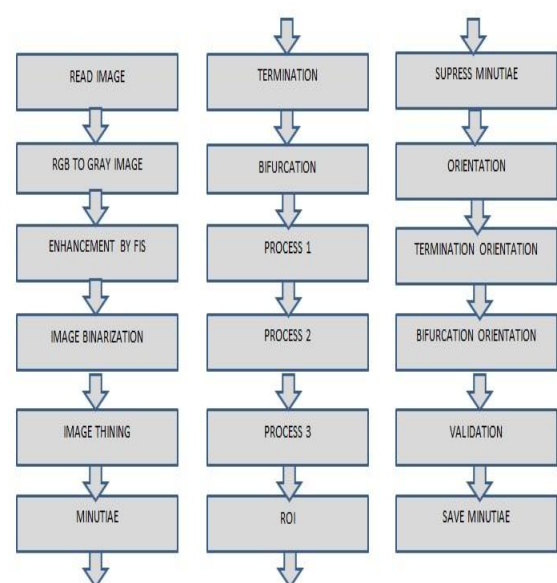 READ IMAGE
RGB TO GRAY IMAGE
ENHANCEMENT BY FIS
IMAGE BINARIZATION
IMAGE THINING
MINUTIAE
TERMINATION
BIFURCATION
PROCESS 1
PROCESS 2
PROCESS 3
ROI
SUPRESS MINUTIAE
ORIENTATION
TERMINATION ORIENTATION
BIFURCATION ORIENTATION
VALIDATION
SAVE MINUTIAE